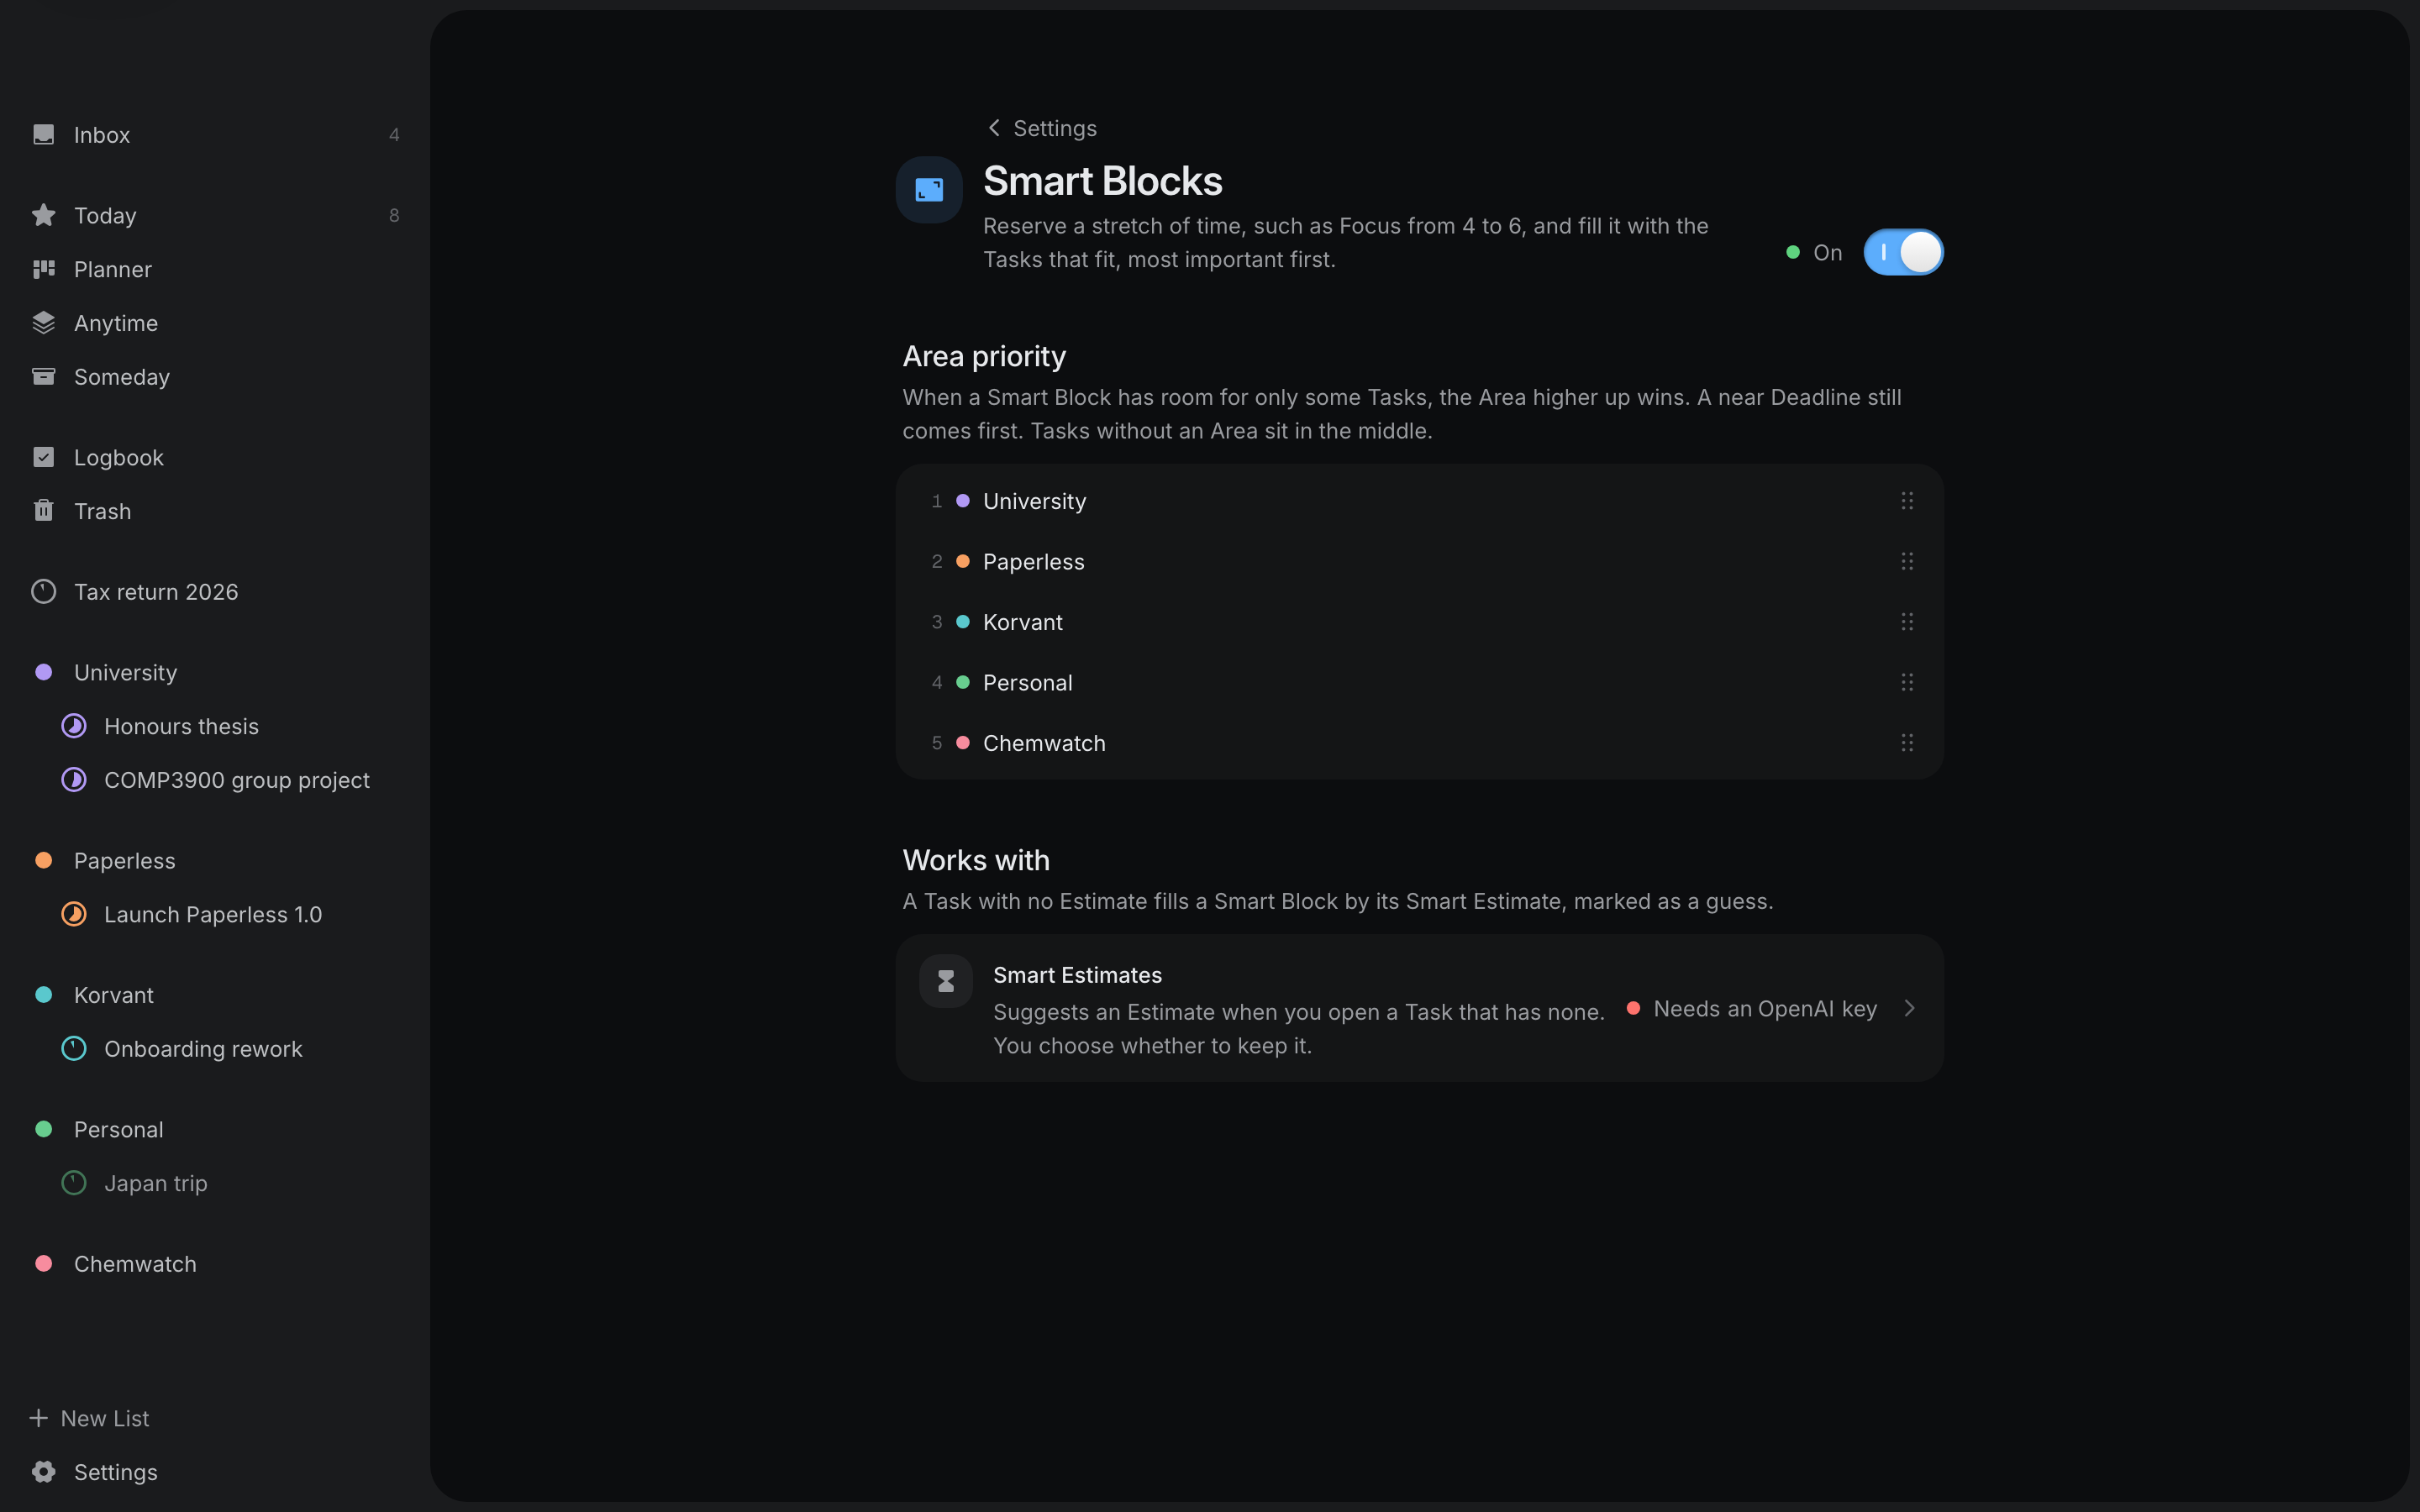 Inbox 4
Today 8
Planner
Anytime
Someday
Logbook
Trash
Tax return 2026
University
Honours thesis
COMP3900 group project
Paperless
Launch Paperless 1.0
Korvant
Onboarding rework
Personal
Japan trip
Chemwatch
New List
Settings
Settings
Smart Blocks
Reserve a stretch of time, such as Focus from 4 to 6, and fill it with the
Tasks that fit, most important first.
On
Area priority
When a Smart Block has room for only some Tasks, the Area higher up wins. A near Deadline still
comes first. Tasks without an Area sit in the middle.
1 University
2 Paperless
3 Korvant
4 Personal
5 Chemwatch
Works with
A Task with no Estimate fills a Smart Block by its Smart Estimate, marked as a guess.
Smart Estimates
Suggests an Estimate when you open a Task that has none.
You choose whether to keep it.
Needs an OpenAI key